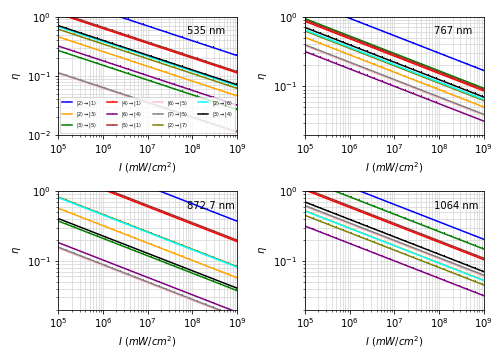 10⁰
10⁻¹
10⁻²
η
535 nm
|2⟩→|1⟩ |4⟩→|1⟩ |6⟩→|5⟩ |2⟩→|6⟩
|2⟩→|3⟩ |6⟩→|4⟩ |7⟩→|5⟩ |3⟩→|4⟩
|3⟩→|5⟩ |5⟩→|1⟩ |2⟩→|7⟩
10⁵ 10⁶ 10⁷ 10⁸ 10⁹
I (mW/cm²)
10⁰
10⁻¹
η
767 nm
10⁵ 10⁶ 10⁷ 10⁸ 10⁹
I (mW/cm²)
10⁰
10⁻¹
η
872.7 nm
10⁵ 10⁶ 10⁷ 10⁸ 10⁹
I (mW/cm²)
10⁰
10⁻¹
η
1064 nm
10⁵ 10⁶ 10⁷ 10⁸ 10⁹
I (mW/cm²)